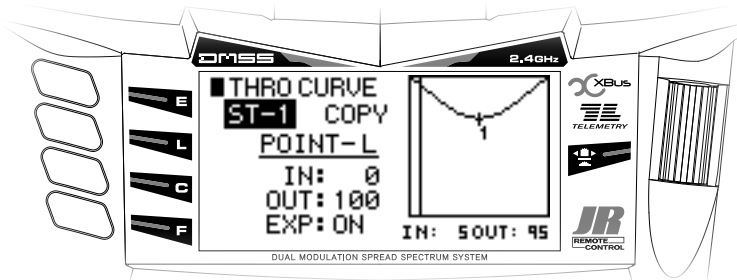 DMSS
2.4GHz
THRO CURVE
ST-1 COPY
POINT-L
IN: 0
OUT: 100
EXP: ON
1
IN: 5 OUT: 95
E
L
C
F
XBus
TELEMETRY
JR
REMOTE CONTROL
DUAL MODULATION SPREAD SPECTRUM SYSTEM